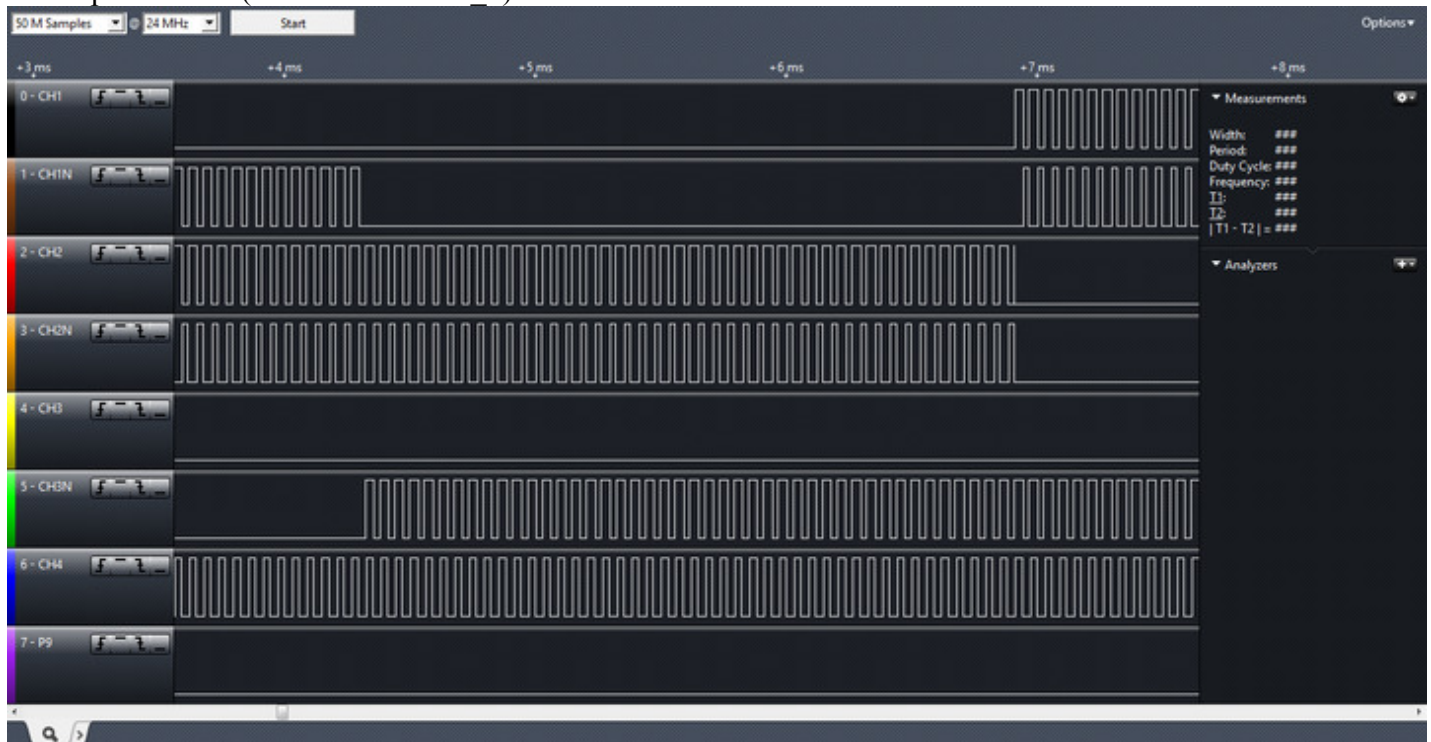 50 M Samples @ 24 MHz Start Options
+3 ms +4 ms +5 ms +6 ms +7 ms +8 ms
0 - CH1
Measurements
Width: ###
Period: ###
1 - CH1N
Duty Cycle: ###
Frequency: ###
T1: ###
T2: ###
| T1 - T2 | = ###
2 - CH2
Analyzers
3 - CH2N
4 - CH3
5 - CH3N
6 - CH4
7 - P9